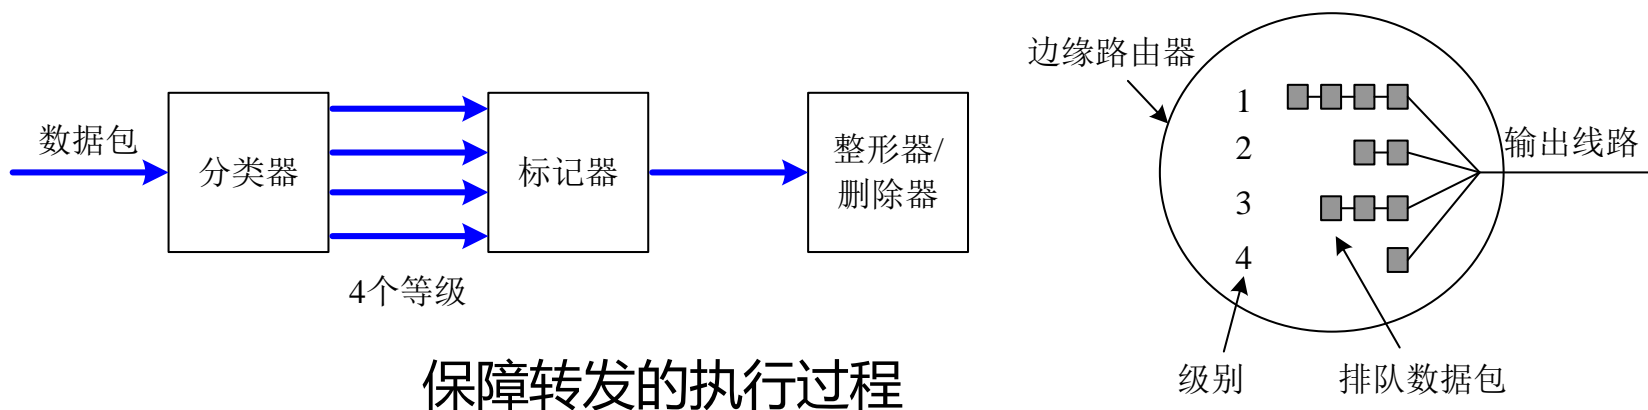 数据包
分类器
4个等级
标记器
整形器/
删除器
保障转发的执行过程
边缘路由器
1
2
3
4
输出线路
级别
排队数据包